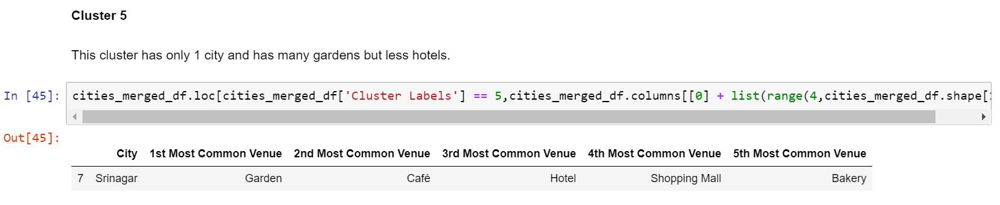 Cluster 5
This cluster has only 1 city and has many gardens but less hotels.
In [45]: cities_merged_df.loc[cities_merged_df['Cluster Labels'] == 5,cities_merged_df.columns[[0] + list(range(4,cities_merged_df.shape[
Out[45]:
City 1st Most Common Venue 2nd Most Common Venue 3rd Most Common Venue 4th Most Common Venue 5th Most Common Venue
7 Srinagar Garden Café Hotel Shopping Mall Bakery